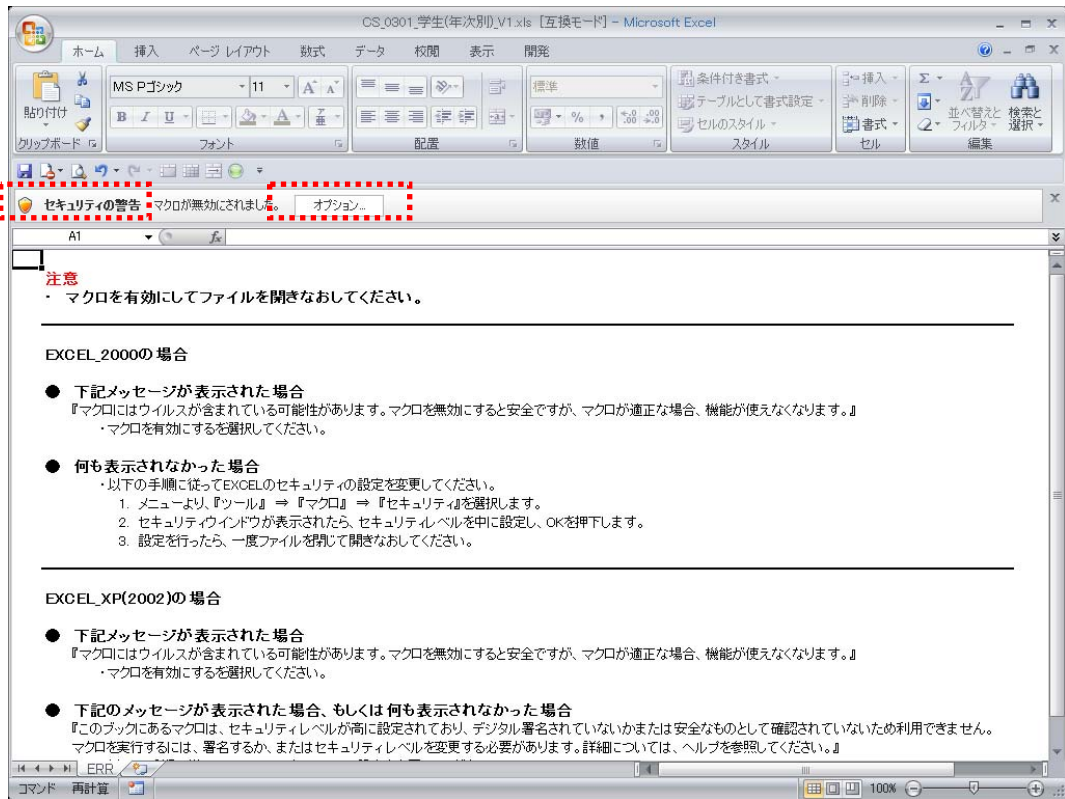 CS_0301_学生(年次別)_V1.xls [互換モード] - Microsoft Excel
ホーム 挿入 ページ レイアウト 数式 データ 校閲 表示 開発
貼り付け
MS Pゴシック 11
B I U
標準
% ,
条件付き書式
テーブルとして書式設定
セルのスタイル
挿入
削除
書式
Σ
並べ替えと
フィルタ
検索と
選択
クリップボード フォント 配置 数値 スタイル セル 編集
セキュリティの警告 マクロが無効にされました。 オプション...
A1 fx
注意
・ マクロを有効にしてファイルを開きなおしてください。
EXCEL_2000の場合
● 下記メッセージが表示された場合
『マクロにはウイルスが含まれている可能性があります。マクロを無効にすると安全ですが、マクロが適正な場合、機能が使えなくなります。』
・マクロを有効にするを選択してください。
● 何も表示されなかった場合
・以下の手順に従ってEXCELのセキュリティの設定を変更してください。
1. メニューより、『ツール』 ⇒ 『マクロ』 ⇒ 『セキュリティ』を選択します。
2. セキュリティウインドウが表示されたら、セキュリティレベルを中に設定し、OKを押下します。
3. 設定を行ったら、一度ファイルを閉じて開きなおしてください。
EXCEL_XP(2002)の場合
● 下記メッセージが表示された場合
『マクロにはウイルスが含まれている可能性があります。マクロを無効にすると安全ですが、マクロが適正な場合、機能が使えなくなります。』
・マクロを有効にするを選択してください。
● 下記のメッセージが表示された場合、もしくは何も表示されなかった場合
『このブックにあるマクロは、セキュリティレベルが高に設定されており、デジタル署名されていないかまたは安全なものとして確認されていないため利用できません。
マクロを実行するには、署名するか、またはセキュリティレベルを変更する必要があります。詳細については、ヘルプを参照してください。』
ERR
コマンド 再計算 100%